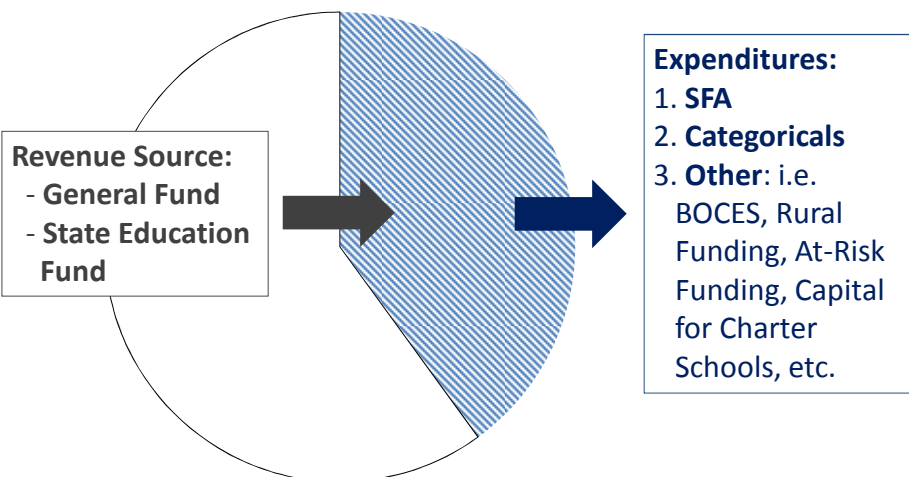 Revenue Source:
- General Fund
- State Education
Fund
Expenditures:
1. SFA
2. Categoricals
3. Other: i.e.
BOCES, Rural
Funding, At-Risk
Funding, Capital
for Charter
Schools, etc.